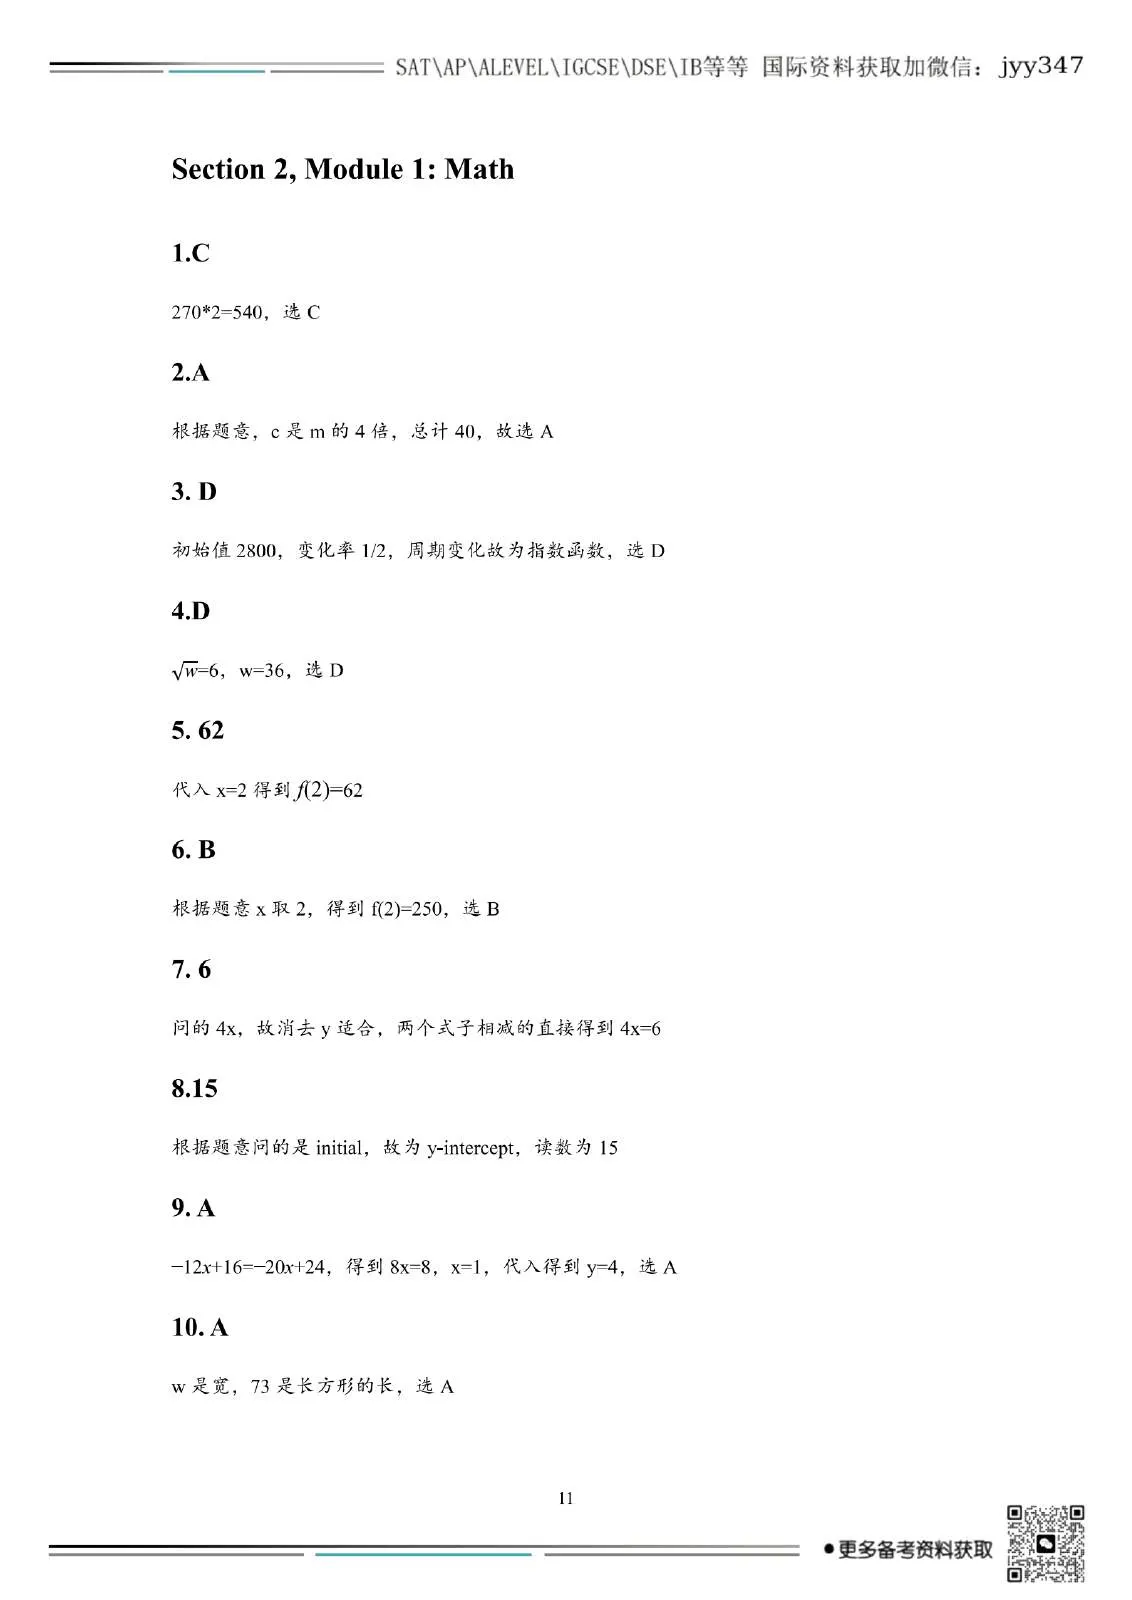 SAT\AP\ALEVEL\IGCSE\DSE\IB等等 国际资料获取加微信：jyy347
Section 2, Module 1: Math
1.C
270*2=540，选 C
2.A
根据题意，c 是 m 的 4 倍，总计 40，故选 A
3. D
初始值 2800，变化率 1/2，周期变化故为指数函数，选 D
4.D
√w=6，w=36，选 D
5. 62
代入 x=2 得到 f(2)=62
6. B
根据题意 x 取 2，得到 f(2)=250，选 B
7. 6
问的 4x，故消去 y 适合，两个式子相减的直接得到 4x=6
8.15
根据题意问的是 initial，故为 y-intercept，读数为 15
9. A
−12x+16=−20x+24，得到 8x=8，x=1，代入得到 y=4，选 A
10. A
w 是宽，73 是长方形的长，选 A
11
●更多备考资料获取